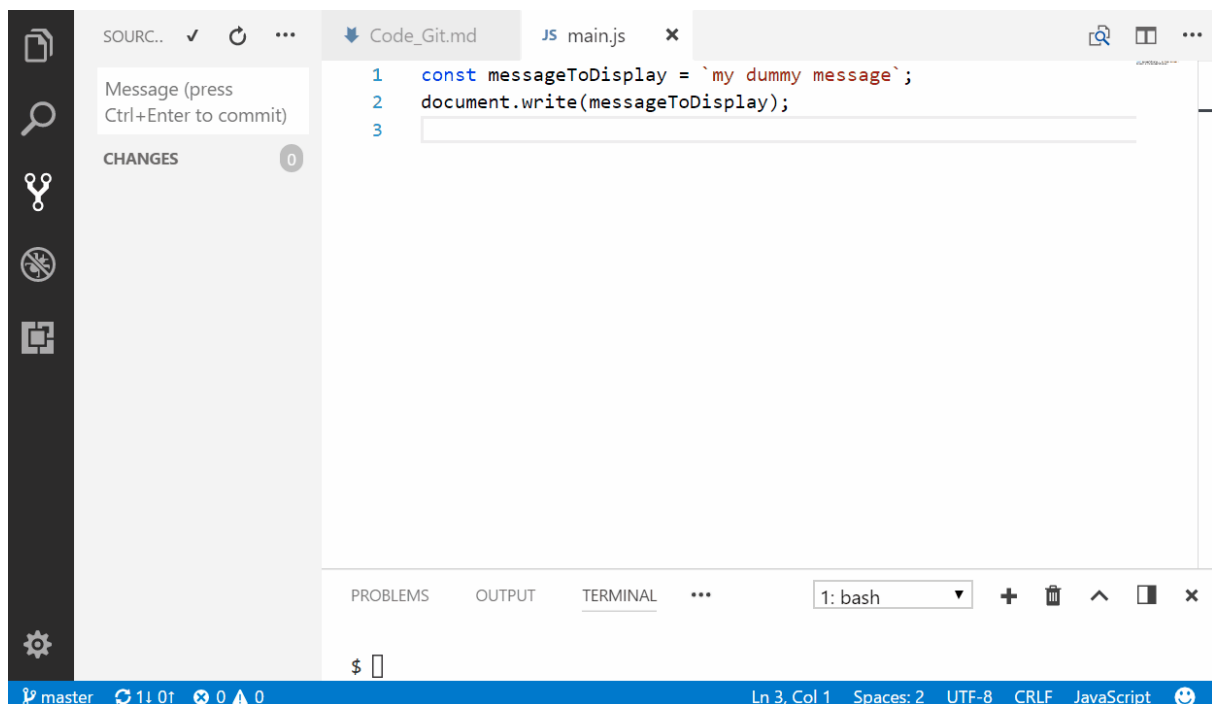 SOURC..
Message (press
Ctrl+Enter to commit)
CHANGES 0
Code_Git.md JS main.js
1 const messageToDisplay = `my dummy message`;
2 document.write(messageToDisplay);
3
PROBLEMS OUTPUT TERMINAL 1: bash
$
master 1↓ 0↑ 0 0 Ln 3, Col 1 Spaces: 2 UTF-8 CRLF JavaScript